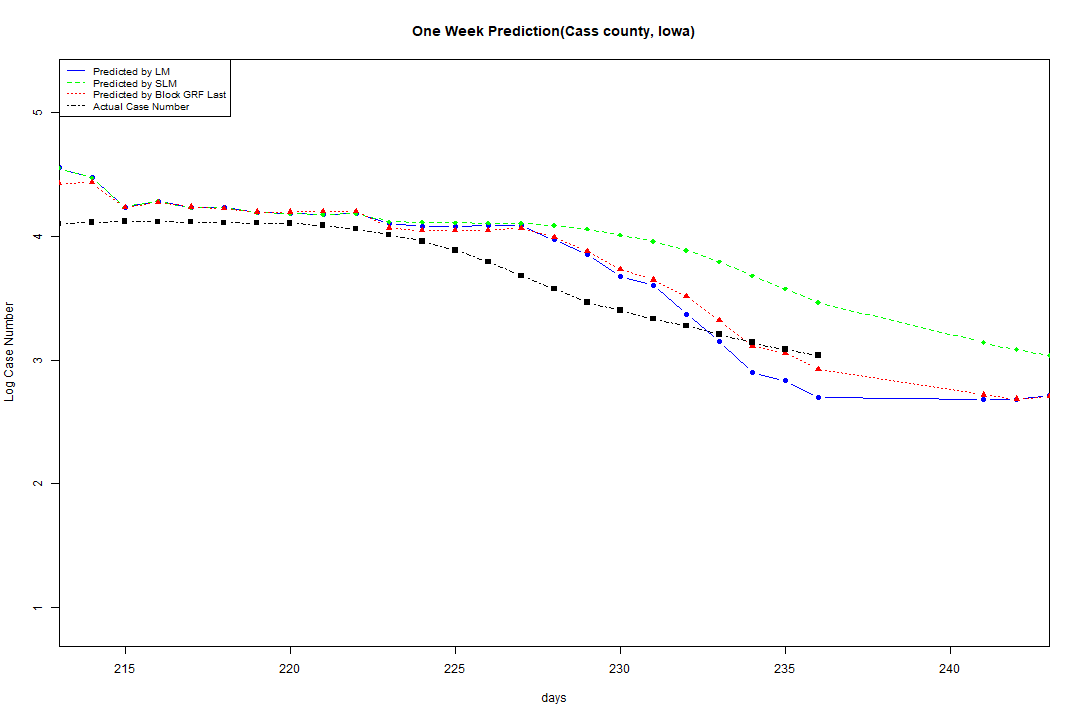 One Week Prediction(Cass county, Iowa)
Predicted by LM
Predicted by SLM
Predicted by Block GRF Last
Actual Case Number
5
4
3
2
1
Log Case Number
215 220 225 230 235 240
days